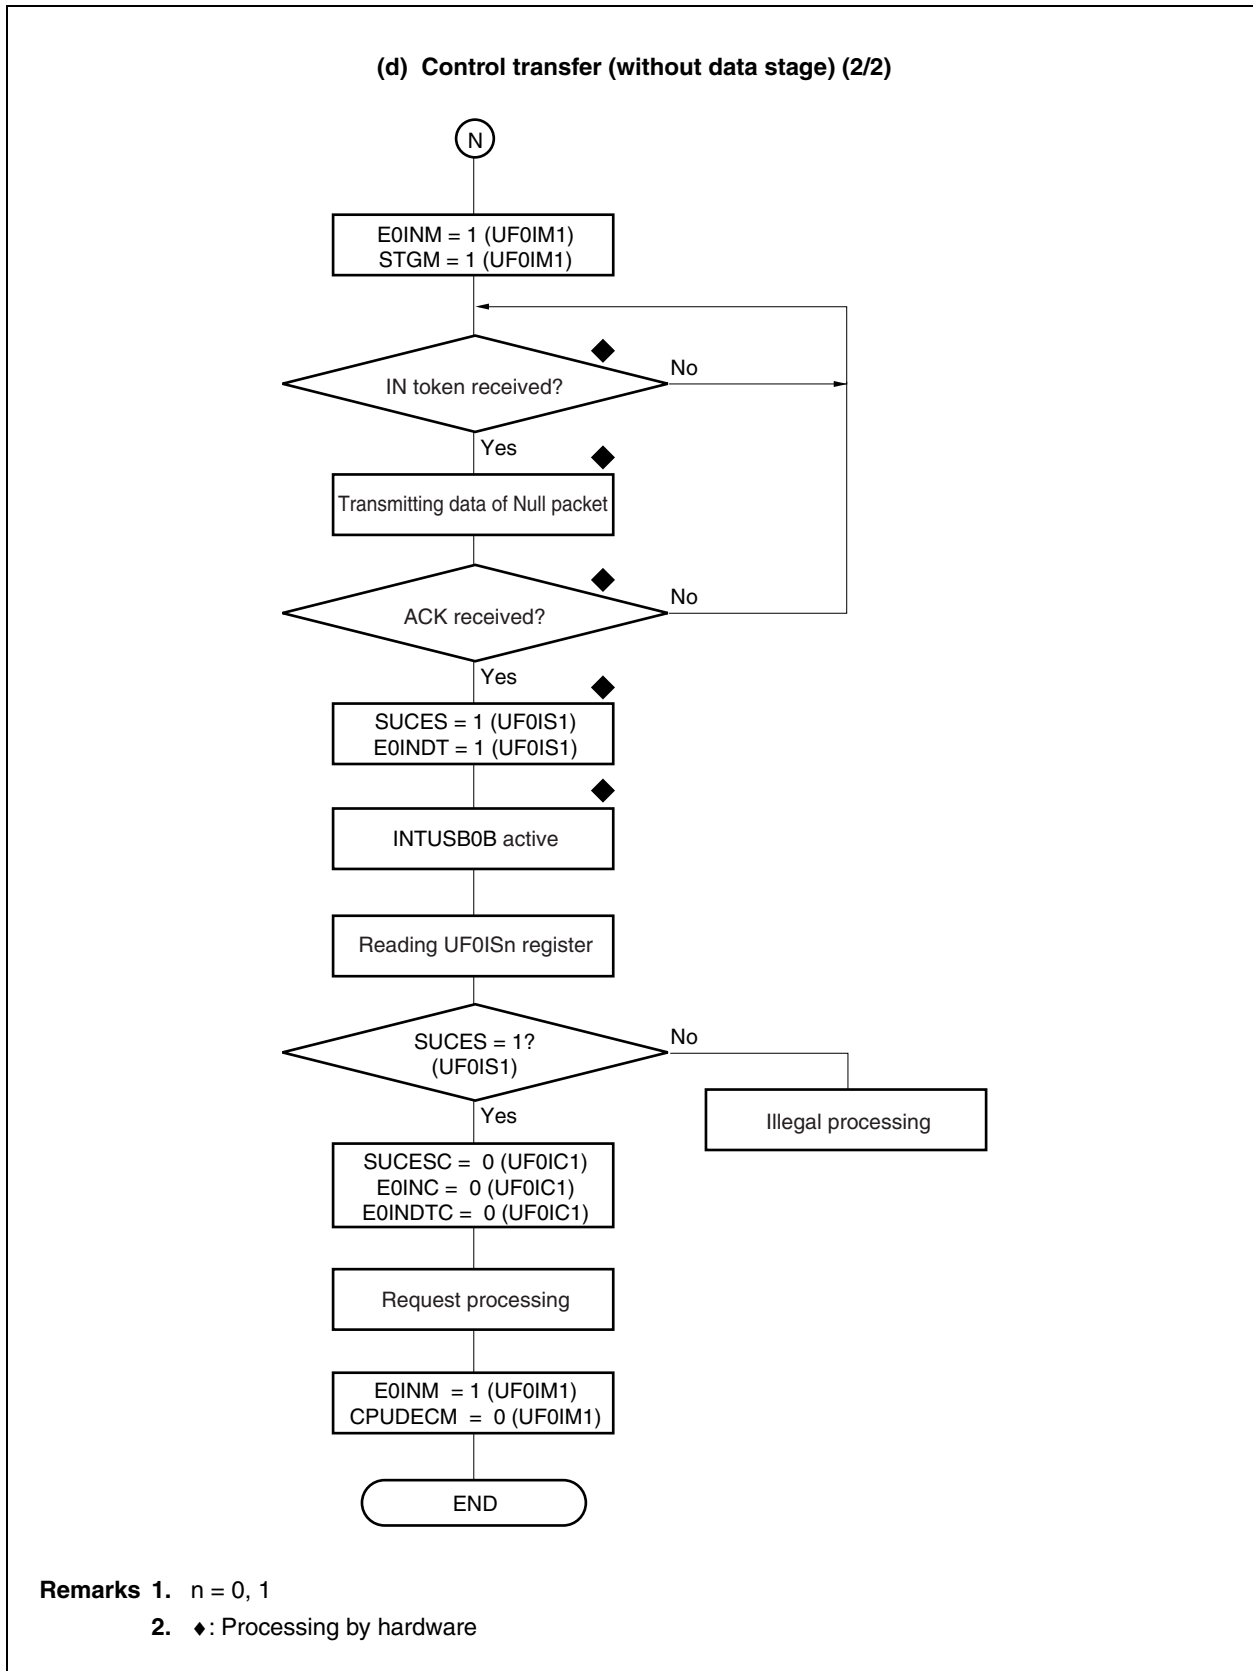 (d) Control transfer (without data stage) (2/2)
N
E0INM = 1 (UF0IM1)
STGM = 1 (UF0IM1)
IN token received?
No
Yes
Transmitting data of Null packet
ACK received?
No
Yes
SUCES = 1 (UF0IS1)
E0INDT = 1 (UF0IS1)
INTUSB0B active
Reading UF0ISn register
SUCES = 1?
(UF0IS1)
No
Yes
Illegal processing
SUCESC = 0 (UF0IC1)
E0INC = 0 (UF0IC1)
E0INDTC = 0 (UF0IC1)
Request processing
E0INM = 1 (UF0IM1)
CPUDECM = 0 (UF0IM1)
END
Remarks 1. n = 0, 1
2. ♦: Processing by hardware